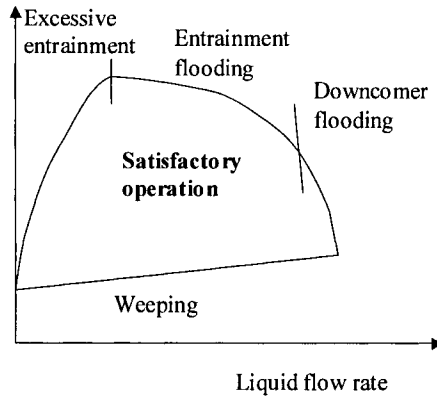 Excessive
entrainment
Entrainment
flooding
Downcomer
flooding
Satisfactory
operation
Weeping
Liquid flow rate